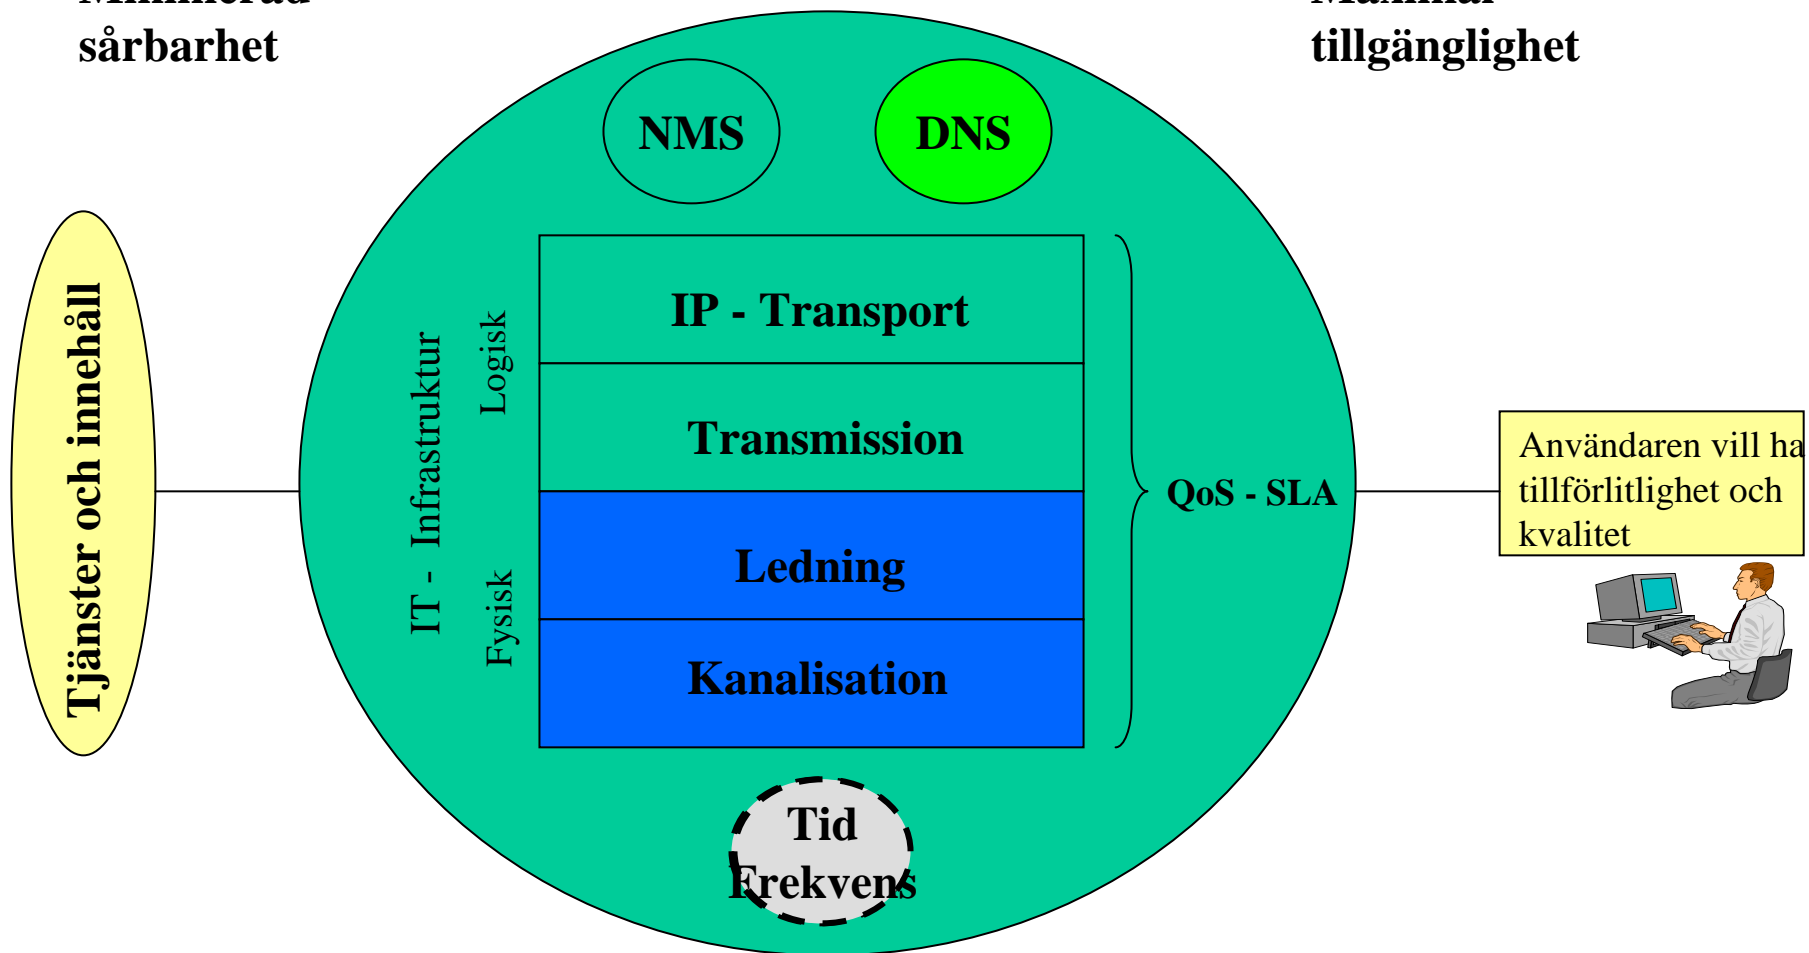 sårbarhet
tillgänglighet
NMS
DNS
Tjänster och innehåll
IT - Infrastruktur
Logisk
Fysisk
IP - Transport
Transmission
Ledning
Kanalisation
QoS - SLA
Användaren vill ha
tillförlitlighet och
kvalitet
Tid
Frekvens